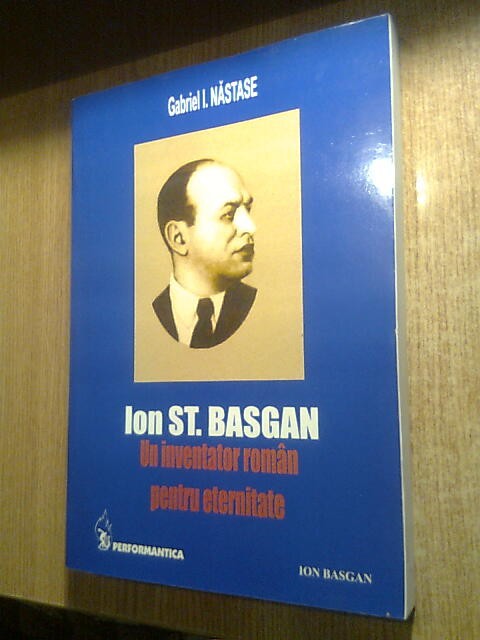 Gabriel I. NĂSTASE
Ion ST. BASGAN
Un inventator român
pentru eternitate
PERFORMANTICA
ION BASGAN